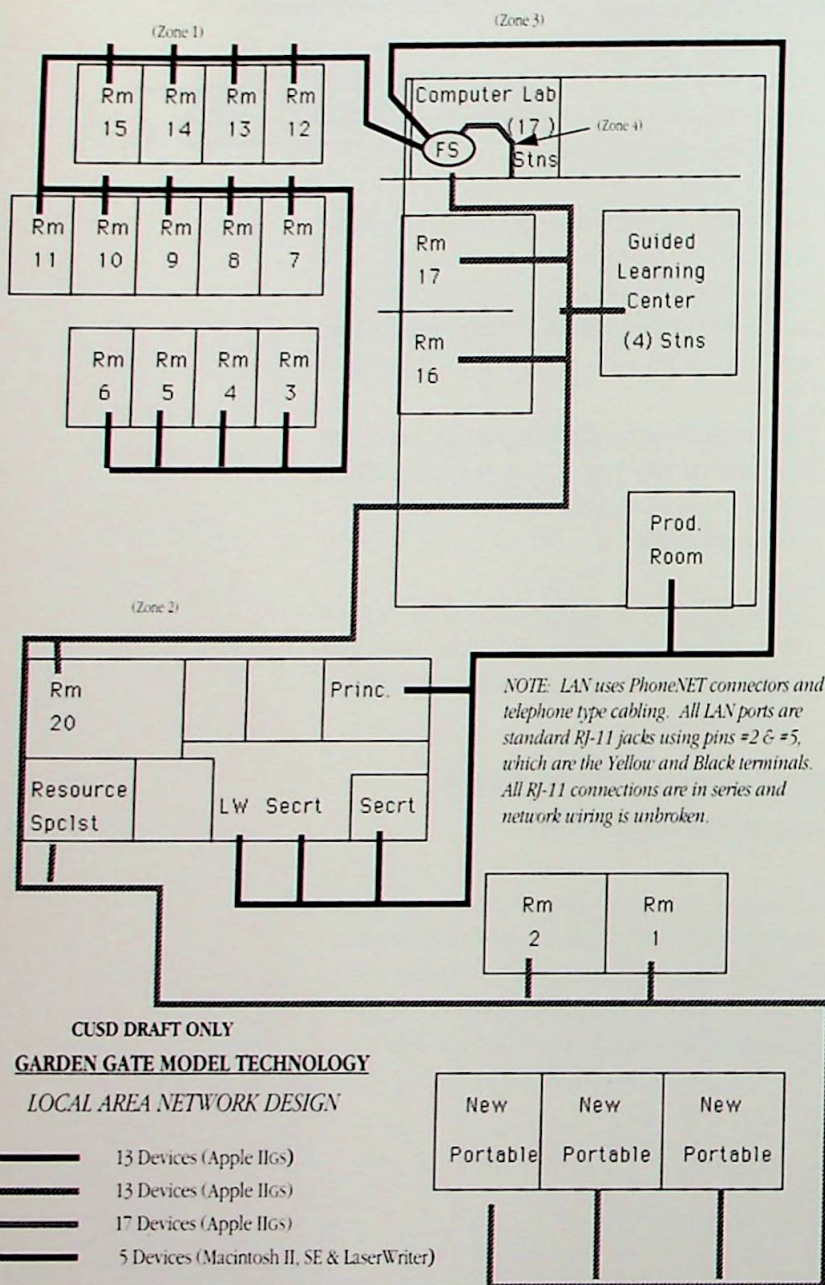 (Zone 1)
(Zone 3)
Rm
15
Rm
14
Rm
13
Rm
12
Computer Lab
(17)
Stns
FS
(Zone 4)
Rm
11
Rm
10
Rm
9
Rm
8
Rm
7
Rm
17
Guided
Learning
Center
(4) Stns
Rm
16
Rm
6
Rm
5
Rm
4
Rm
3
Prod.
Room
(Zone 2)
Rm
20
Princ.
Resource
Spclst
LW Secrt
Secrt
NOTE: LAN uses PhoneNET connectors and
telephone type cabling. All LAN ports are
standard RJ-11 jacks using pins #2 & #5,
which are the Yellow and Black terminals.
All RJ-11 connections are in series and
network wiring is unbroken.
Rm
2
Rm
1
CUSD DRAFT ONLY
GARDEN GATE MODEL TECHNOLOGY
LOCAL AREA NETWORK DESIGN
13 Devices (Apple IIGS)
13 Devices (Apple IIGS)
17 Devices (Apple IIGS)
5 Devices (Macintosh II, SE & LaserWriter)
New
Portable
New
Portable
New
Portable